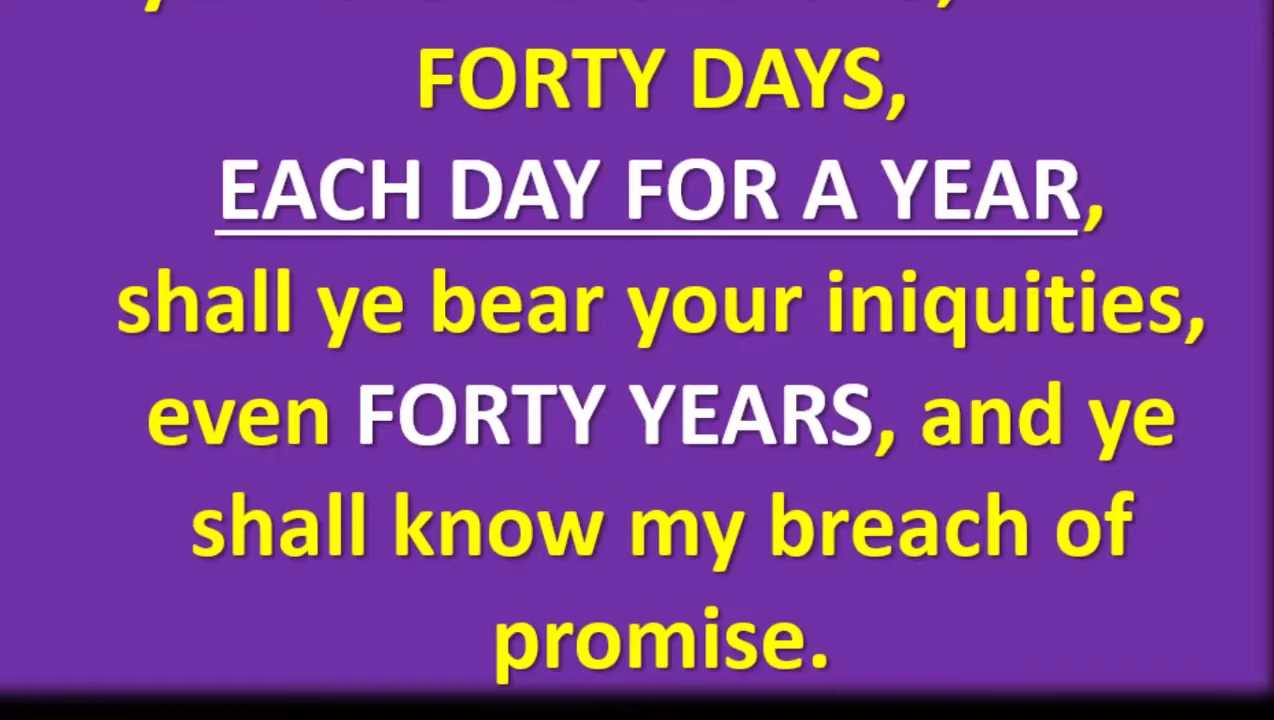 FORTY DAYS,
EACH DAY FOR A YEAR,
shall ye bear your iniquities,
even FORTY YEARS, and ye
shall know my breach of
promise.